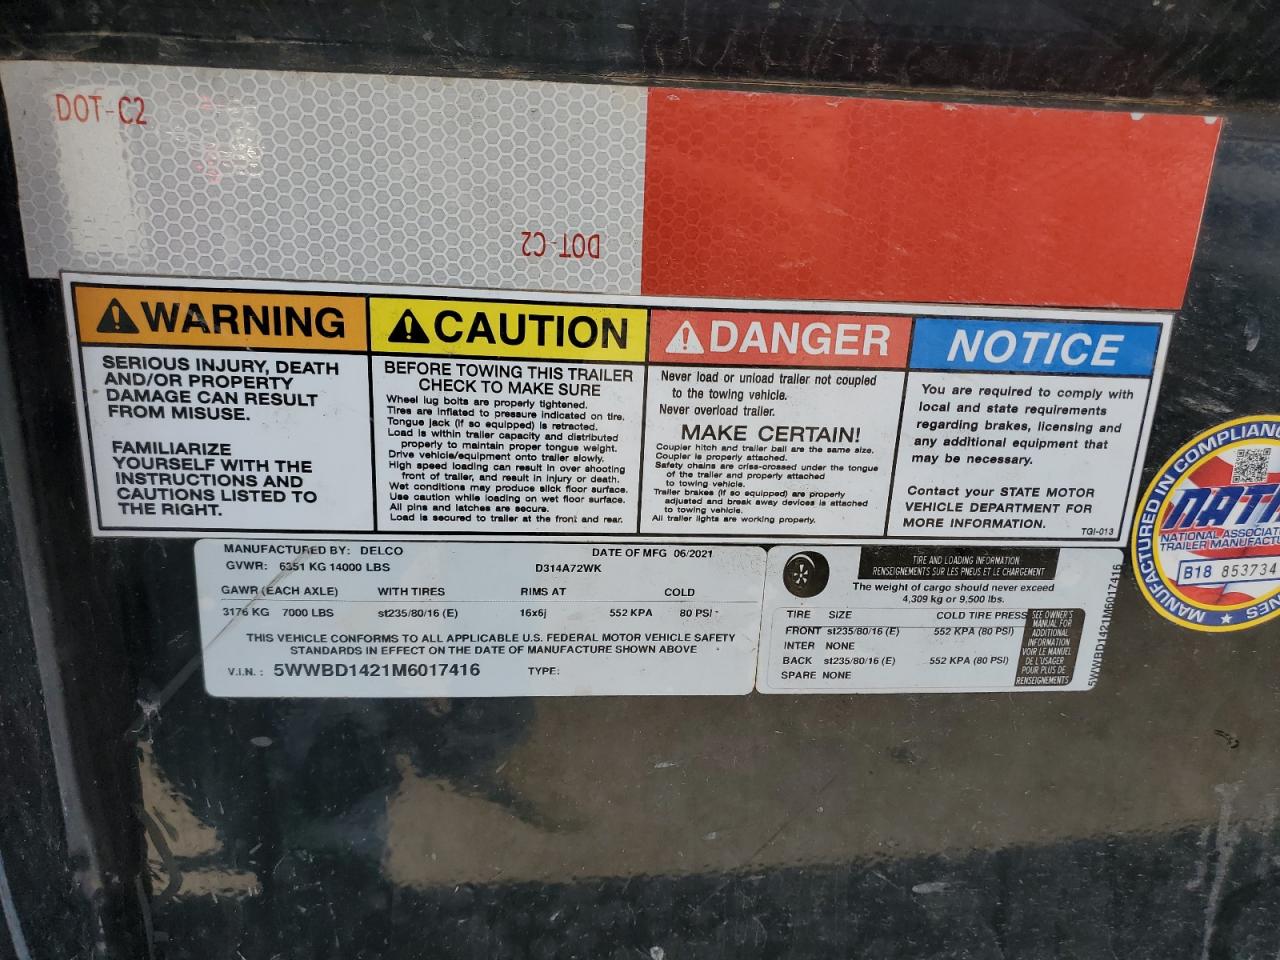 DOT-C2
DOT-C2
WARNING
SERIOUS INJURY, DEATH
AND/OR PROPERTY
DAMAGE CAN RESULT
FROM MISUSE.
FAMILIARIZE
YOURSELF WITH THE
INSTRUCTIONS AND
CAUTIONS LISTED TO
THE RIGHT.
CAUTION
BEFORE TOWING THIS TRAILER
CHECK TO MAKE SURE
Wheel lug bolts are properly tightened.
Tires are inflated to pressure indicated on tire.
Tongue jack (if so equipped) is retracted.
Load is within trailer capacity and distributed
properly to maintain proper tongue weight.
Drive vehicle/equipment onto trailer slowly.
High speed loading can result in over shooting
front of trailer, and result in injury or death.
Wet conditions may produce slick floor surface.
Use caution while loading on wet floor surface.
All pins and latches are secure.
Load is secured to trailer at the front and rear.
DANGER
Never load or unload trailer not coupled
to the towing vehicle.
Never overload trailer.
MAKE CERTAIN!
Coupler hitch and trailer ball are the same size.
Coupler is properly attached.
Safety chains are criss-crossed under the tongue
of the trailer and properly attached
to towing vehicle.
Trailer brakes (if so equipped) are properly
adjusted and break away devices is attached
to towing vehicle.
All trailer lights are working properly.
NOTICE
You are required to comply with
local and state requirements
regarding brakes, licensing and
any additional equipment that
may be necessary.
Contact your STATE MOTOR
VEHICLE DEPARTMENT FOR
MORE INFORMATION.
TGI-013
MANUFACTURED BY: DELCO DATE OF MFG 06/2021
GVWR: 6351 KG 14000 LBS D314A72WK
GAWR (EACH AXLE) WITH TIRES RIMS AT COLD
3176 KG 7000 LBS st235/80/16 (E) 16x6j 552 KPA 80 PSI
THIS VEHICLE CONFORMS TO ALL APPLICABLE U.S. FEDERAL MOTOR VEHICLE SAFETY
STANDARDS IN EFFECT ON THE DATE OF MANUFACTURE SHOWN ABOVE
V.I.N.: 5WWBD1421M6017416 TYPE:
TIRE AND LOADING INFORMATION
RENSEIGNEMENTS SUR LES PNEUS ET LE CHARGEMENT
The weight of cargo should never exceed
4,309 kg or 9,500 lbs.
TIRE SIZE COLD TIRE PRESS
FRONT st235/80/16 (E) 552 KPA (80 PSI)
INTER NONE
BACK st235/80/16 (E) 552 KPA (80 PSI)
SPARE NONE
SEE OWNER'S
MANUAL FOR
ADDITIONAL
INFORMATION
VOIR LE MANUEL
DE L'USAGER
POUR PLUS DE
RENSEIGNEMENTS
5WWBD1421M6017416
MANUFACTURED IN COMPLIANC
NAT
NATIONAL ASSOCIAT
TRAILER MANUFACTU
B18 853734